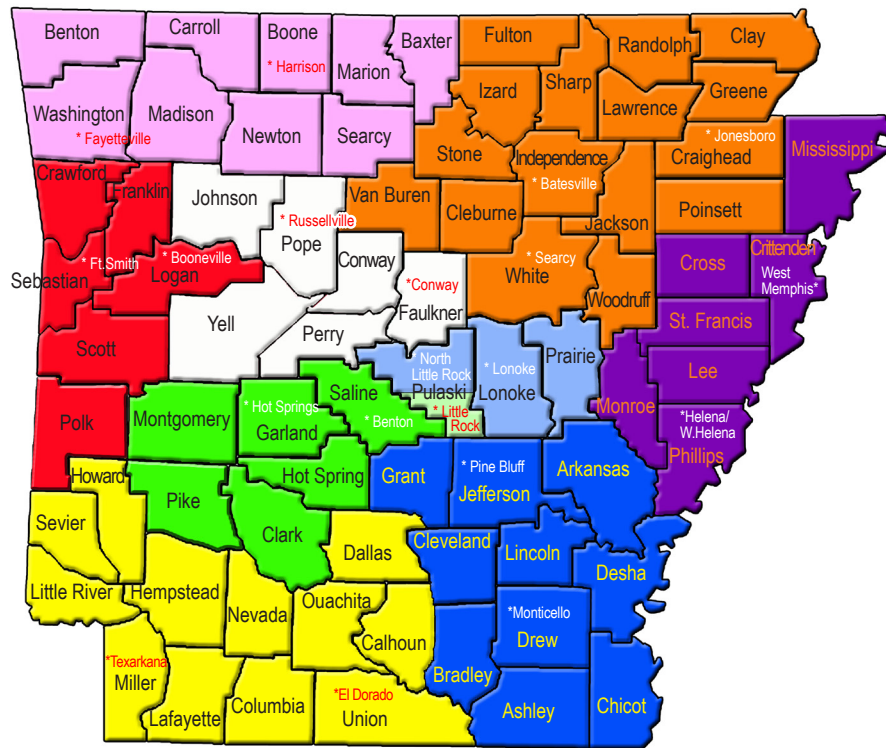 Benton
Carroll
Boone
* Harrison
Marion
Baxter
Fulton
Randolph
Clay
Izard
Sharp
Lawrence
Greene
Washington
* Fayetteville
Madison
Newton
Searcy
Stone
Independence
* Batesville
* Jonesboro
Craighead
Mississippi
Crawford
Franklin
Johnson
* Russellville
Pope
Van Buren
Cleburne
Jackson
Poinsett
Sebastian
* Ft.Smith
* Booneville
Logan
Conway
*Conway
Faulkner
* Searcy
White
Woodruff
Cross
Crittenden
West
Memphis*
Scott
Yell
Perry
St. Francis
North
Little Rock
Pulaski
* Little
Rock
* Lonoke
Lonoke
Prairie
Monroe
Lee
*Helena/
W.Helena
Phillips
Polk
Montgomery
* Hot Springs
Garland
Saline
* Benton
Hot Spring
Grant
* Pine Bluff
Jefferson
Arkansas
Howard
Pike
Clark
Sevier
Dallas
Cleveland
Lincoln
Desha
Little River
Hempstead
Nevada
Ouachita
Calhoun
*Monticello
Drew
Bradley
*Texarkana
Miller
Lafayette
Columbia
*El Dorado
Union
Ashley
Chicot